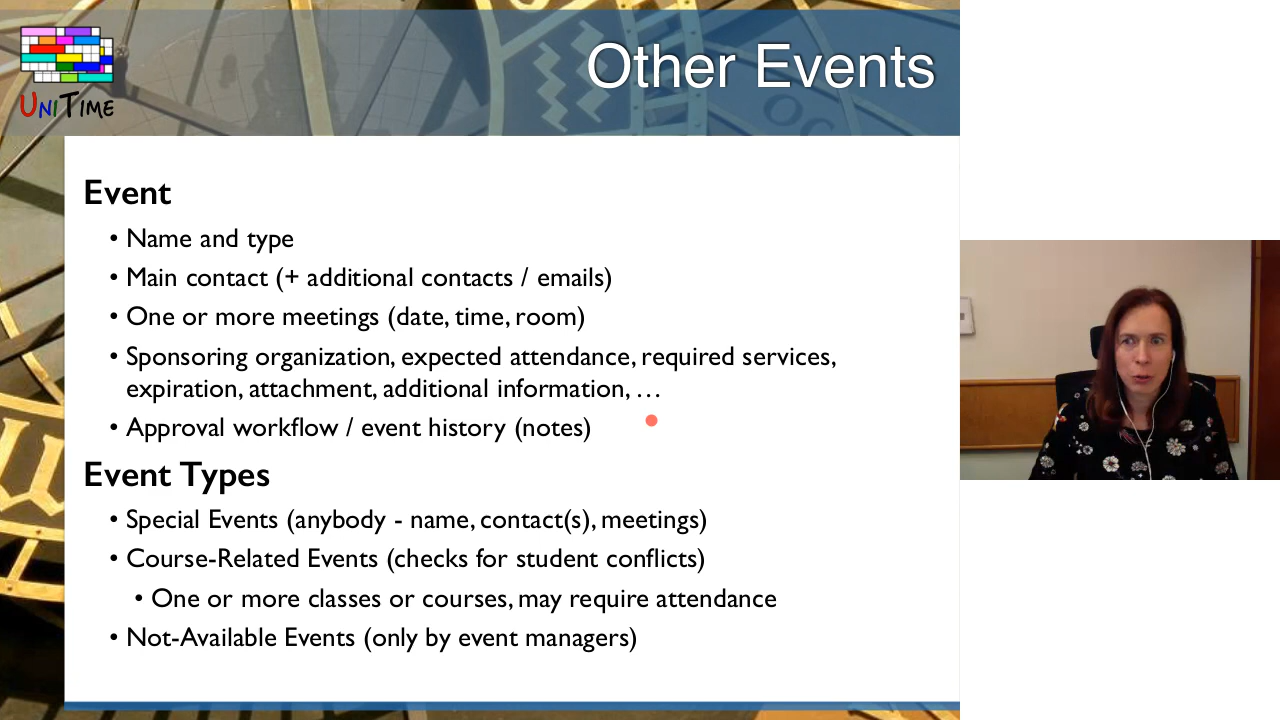 UniTime
Other Events
Event
• Name and type
• Main contact (+ additional contacts / emails)
• One or more meetings (date, time, room)
• Sponsoring organization, expected attendance, required services,
expiration, attachment, additional information, …
• Approval workflow / event history (notes)
Event Types
• Special Events (anybody - name, contact(s), meetings)
• Course-Related Events (checks for student conflicts)
• One or more classes or courses, may require attendance
• Not-Available Events (only by event managers)